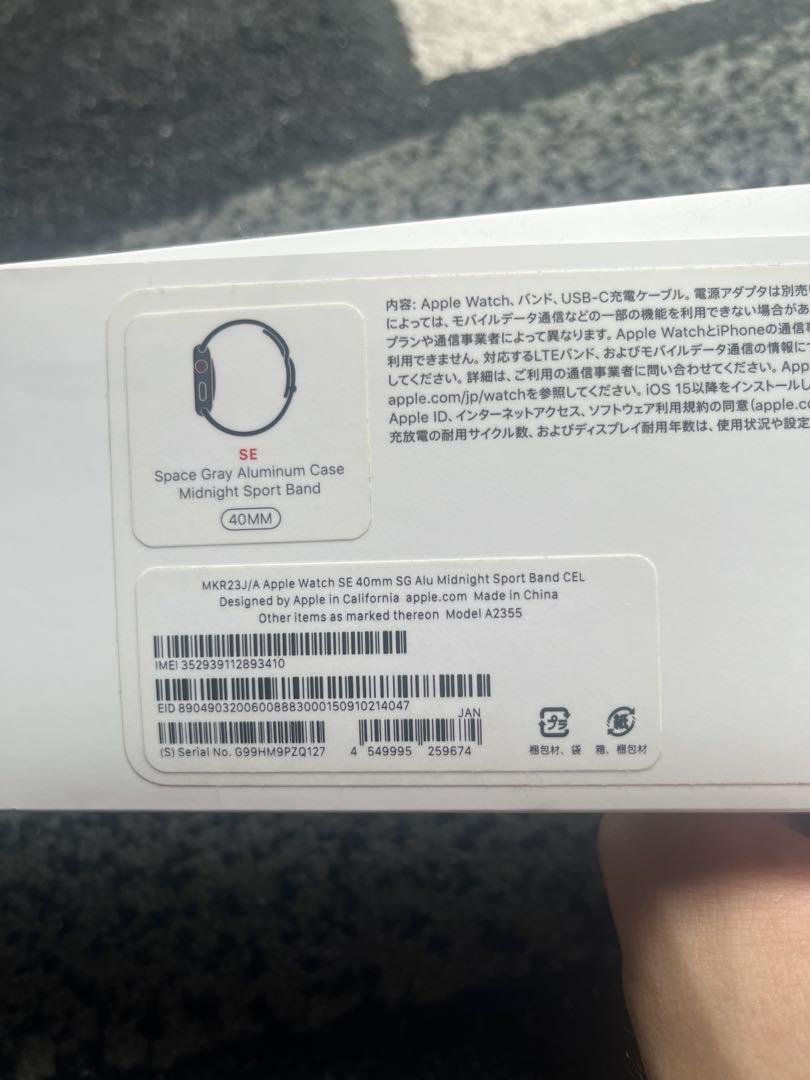 内容: Apple Watch、バンド、USB-C充電ケーブル。電源アダプタは別売
によっては、モバイルデータ通信などの一部の機能を利用できない場合があ
プランや通信事業者によって異なります。Apple WatchとiPhoneの通信
利用できません。対応するLTEバンド、およびモバイルデータ通信の情報に
してください。詳細は、ご利用の通信事業者に問い合わせてください。App
apple.com/jp/watchを参照してください。iOS 15以降をインストールし
Apple ID、インターネットアクセス、ソフトウェア利用規約の同意(apple.co
充放電の耐用サイクル数、およびディスプレイ耐用年数は、使用状況や設定
SE
Space Gray Aluminum Case
Midnight Sport Band
40MM
MKR23J/A Apple Watch SE 40mm SG Alu Midnight Sport Band CEL
Designed by Apple in California apple.com Made in China
Other items as marked thereon Model A2355
IMEI 352939112893410
EID 89049032006008883000150910214047
JAN
(S) Serial No. G99HM9PZQ127 4 549995 259674
プラ 紙
梱包材、袋 箱、梱包材